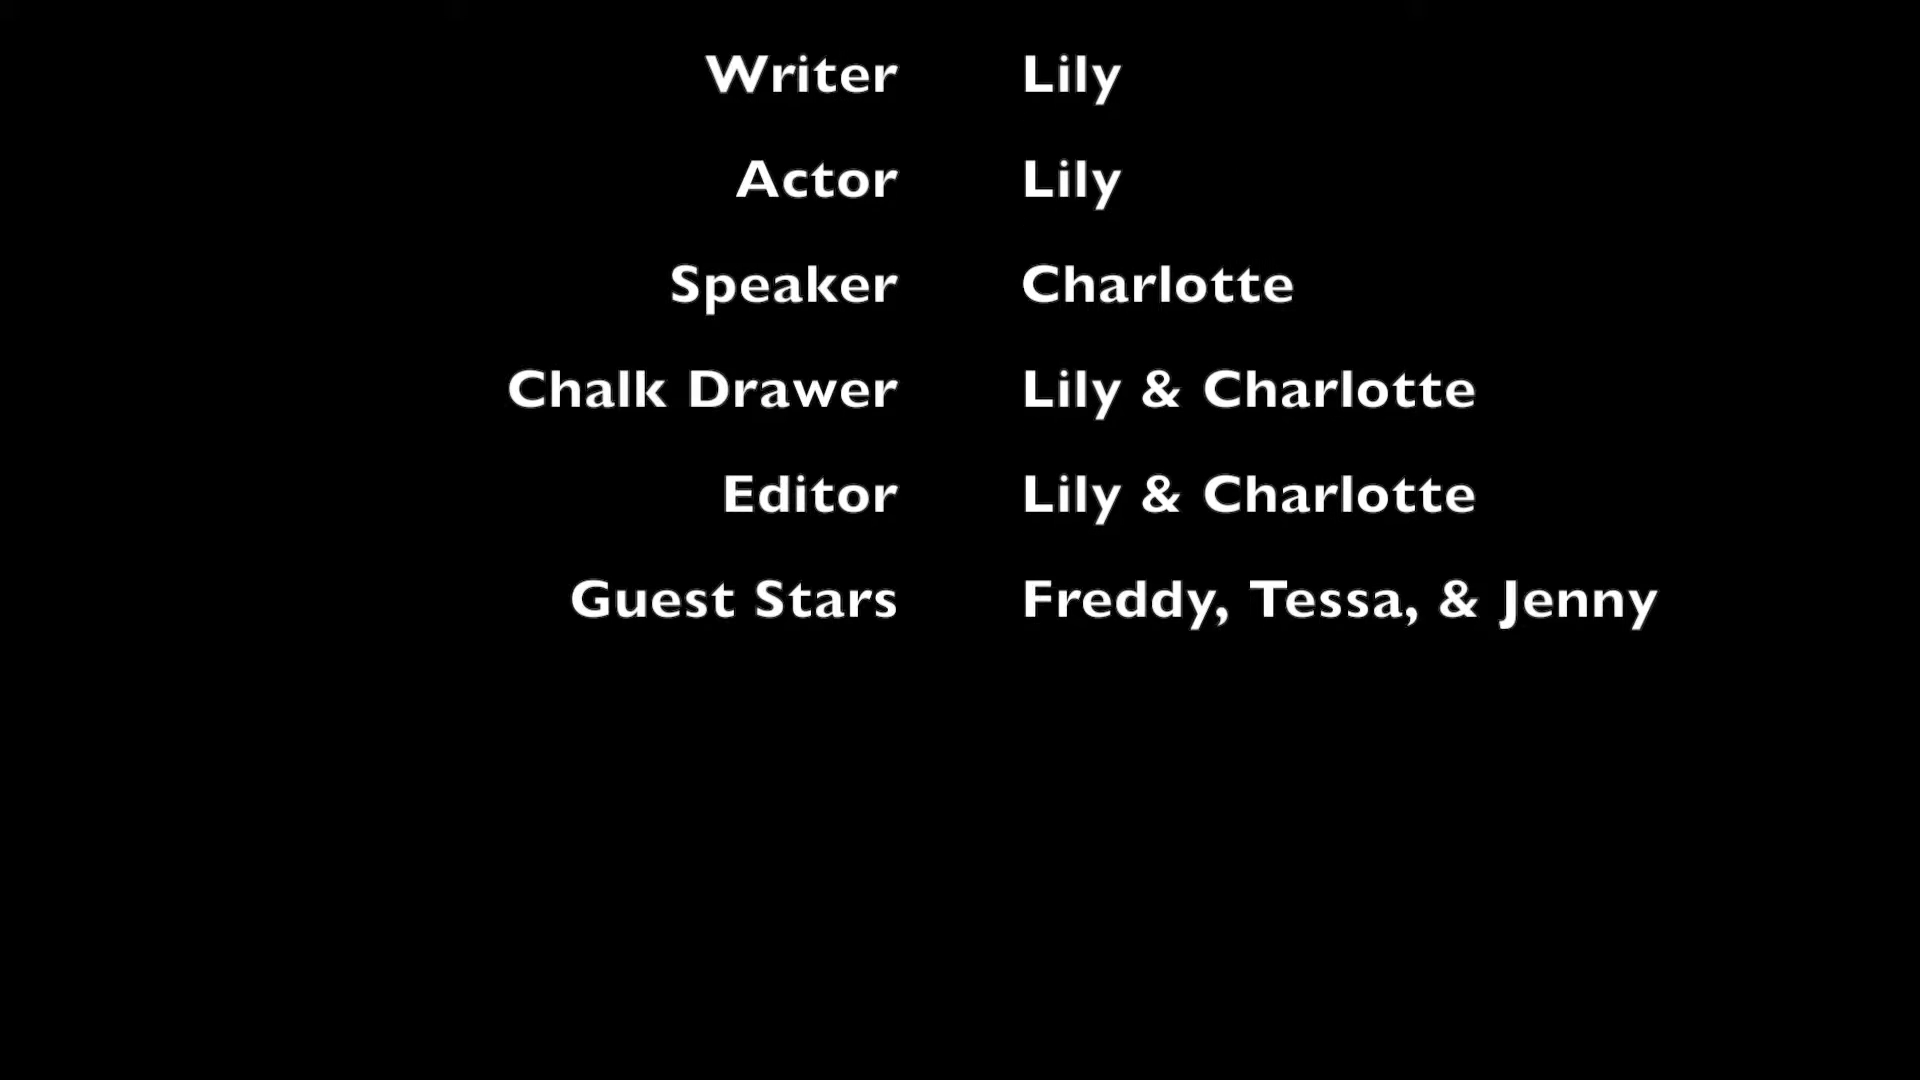 Writer Lily
Actor Lily
Speaker Charlotte
Chalk Drawer Lily & Charlotte
Editor Lily & Charlotte
Guest Stars Freddy, Tessa, & Jenny